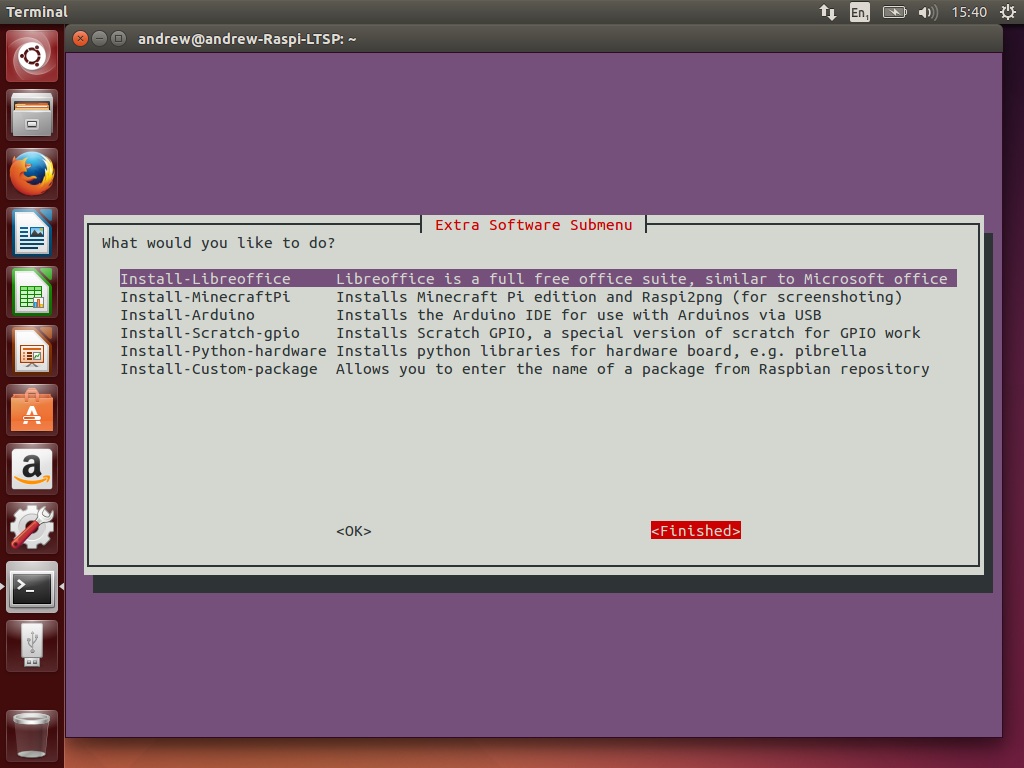 Terminal
En1
15:40
andrew@andrew-Raspi-LTSP: ~
Extra Software Submenu
What would you like to do?
Install-Libreoffice Libreoffice is a full free office suite, similar to Microsoft office
Install-MinecraftPi Installs Minecraft Pi edition and Raspi2png (for screenshoting)
Install-Arduino Installs the Arduino IDE for use with Arduinos via USB
Install-Scratch-gpio Installs Scratch GPIO, a special version of scratch for GPIO work
Install-Python-hardware Installs python libraries for hardware board, e.g. pibrella
Install-Custom-package Allows you to enter the name of a package from Raspbian repository
<OK> <Finished>